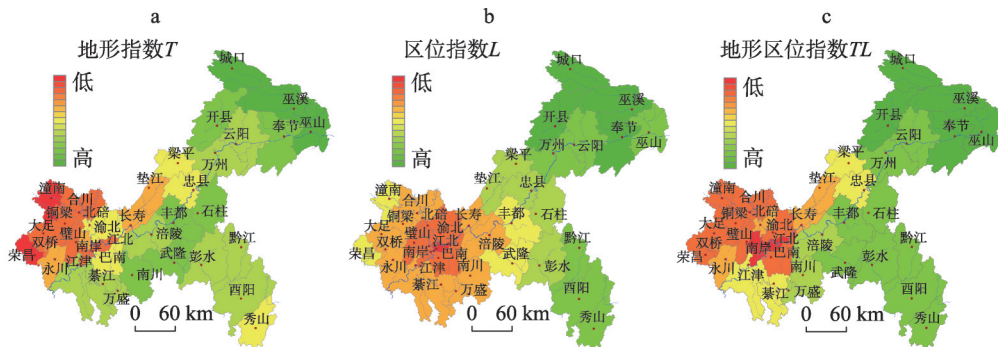 a
地形指数T
低
高
城口
巫溪
开县
奉节
巫山
云阳
万州
梁平
忠县
垫江
潼南
合川
铜梁
北碚
长寿
丰都
石柱
大足
璧山
渝北
江北
涪陵
黔江
双桥
南岸
巴南
武隆
彭水
荣昌
永川
江津
綦江
南川
万盛
酉阳
秀山
0 60 km
b
区位指数L
低
高
城口
巫溪
开县
奉节
巫山
万州
云阳
梁平
忠县
垫江
合川
铜梁
北碚
长寿
丰都
石柱
璧山
江北
涪陵
黔江
南岸
巴南
武隆
彭水
荣昌
永川
江津
南川
綦江
万盛
酉阳
秀山
0 60 km
c
地形区位指数TL
低
高
城口
巫溪
开县
奉节
巫山
云阳
万州
梁平
忠县
垫江
潼南
合川
铜梁
北碚
长寿
丰都
石柱
大足
璧山
渝北
江北
涪陵
黔江
双桥
南岸
巴南
武隆
彭水
荣昌
永川
江津
南川
綦江
万盛
酉阳
秀山
0 60 km